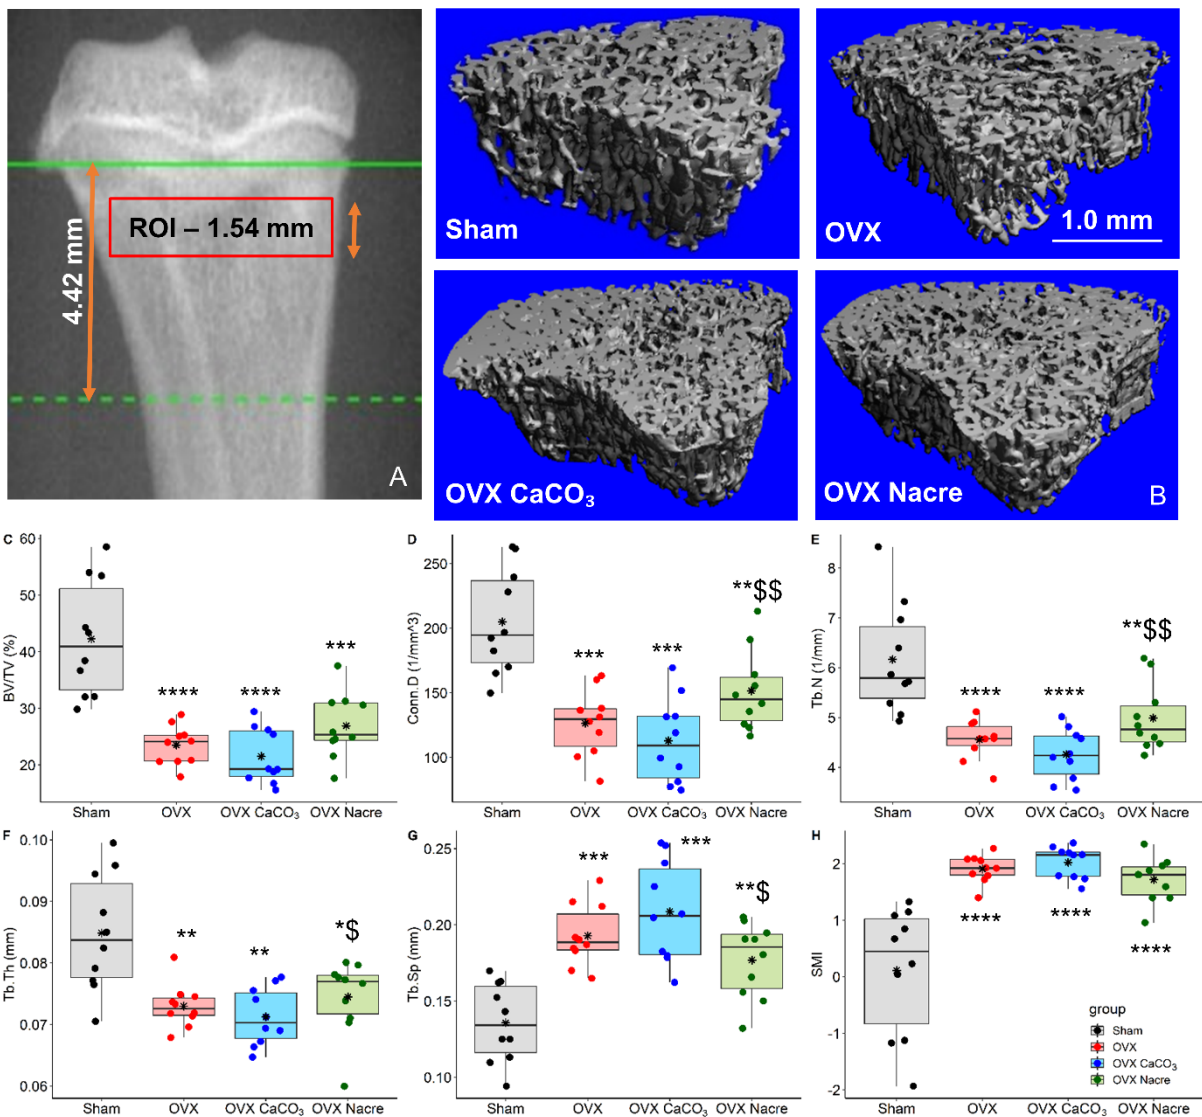 4.42 mm
ROI – 1.54 mm
A
Sham
OVX
1.0 mm
OVX CaCO₃
OVX Nacre
B
C
BV/TV (%)
60
50
40
30
20
****
****
***
Sham
OVX
OVX CaCO₃
OVX Nacre
D
Conn.D (1/mm^3)
250
200
150
100
***
***
**$$
Sham
OVX
OVX CaCO₃
OVX Nacre
E
Tb.N (1/mm)
8
7
6
5
4
****
****
**$$
Sham
OVX
OVX CaCO₃
OVX Nacre
F
Tb.Th (mm)
0.10
0.09
0.08
0.07
0.06
**
**
*$
Sham
OVX
OVX CaCO₃
OVX Nacre
G
Tb.Sp (mm)
0.25
0.20
0.15
0.10
***
***
**$
Sham
OVX
OVX CaCO₃
OVX Nacre
H
SMI
2
1
0
-1
-2
****
****
****
group
Sham
OVX
OVX CaCO₃
OVX Nacre
Sham
OVX
OVX CaCO₃
OVX Nacre